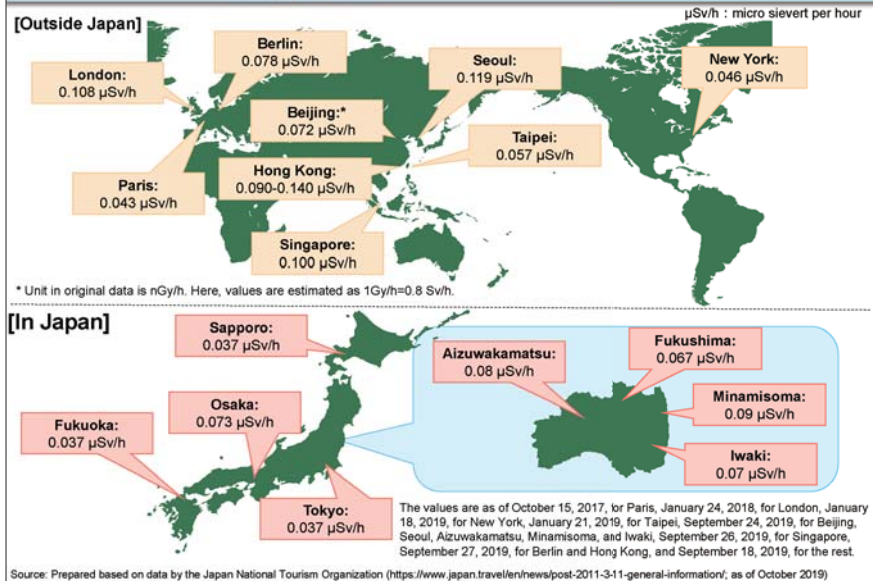 µSv/h : micro sievert per hour
[Outside Japan]
Berlin:
0.078 µSv/h
London:
0.108 µSv/h
Seoul:
0.119 µSv/h
New York:
0.046 µSv/h
Beijing:*
0.072 µSv/h
Taipei:
0.057 µSv/h
Paris:
0.043 µSv/h
Hong Kong:
0.090-0.140 µSv/h
Singapore:
0.100 µSv/h
* Unit in original data is nGy/h. Here, values are estimated as 1Gy/h=0.8 Sv/h.
[In Japan]
Sapporo:
0.037 µSv/h
Osaka:
0.073 µSv/h
Fukuoka:
0.037 µSv/h
Tokyo:
0.037 µSv/h
Aizuwakamatsu:
0.08 µSv/h
Fukushima:
0.067 µSv/h
Minamisoma:
0.09 µSv/h
Iwaki:
0.07 µSv/h
The values are as of October 15, 2017, for Paris, January 24, 2018, for London, January
18, 2019, for New York, January 21, 2019, for Taipei, September 24, 2019, for Beijing,
Seoul, Aizuwakamatsu, Minamisoma, and Iwaki, September 26, 2019, for Singapore,
September 27, 2019, for Berlin and Hong Kong, and September 18, 2019, for the rest.
Source: Prepared based on data by the Japan National Tourism Organization (https://www.japan.travel/en/news/post-2011-3-11-general-information/; as of October 2019)